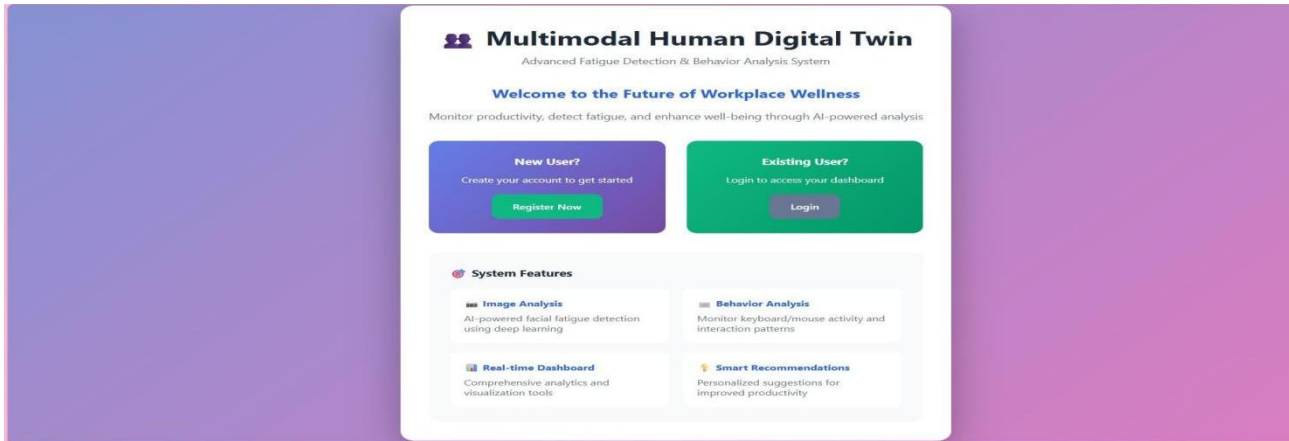 Multimodal Human Digital Twin
Advanced Fatigue Detection & Behavior Analysis System
Welcome to the Future of Workplace Wellness
Monitor productivity, detect fatigue, and enhance well-being through AI-powered analysis
New User?
Create your account to get started
Register Now
Existing User?
Login to access your dashboard
Login
System Features
Image Analysis
AI-powered facial fatigue detection
using deep learning
Behavior Analysis
Monitor keyboard/mouse activity and
interaction patterns
Real-time Dashboard
Comprehensive analytics and
visualization tools
Smart Recommendations
Personalized suggestions for
improved productivity